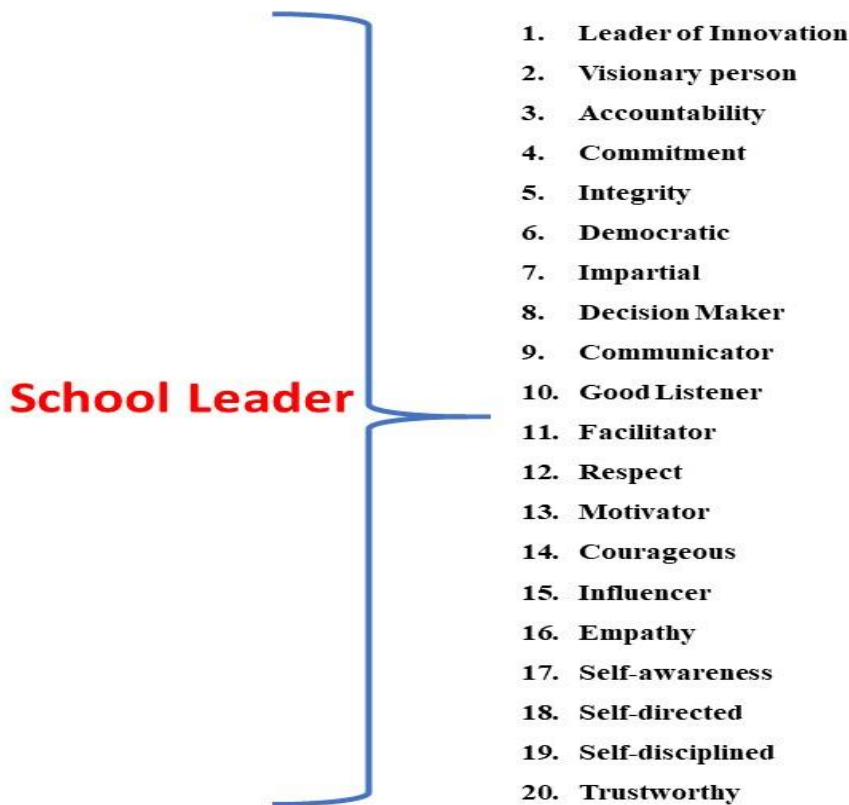 School Leader
1. Leader of Innovation
2. Visionary person
3. Accountability
4. Commitment
5. Integrity
6. Democratic
7. Impartial
8. Decision Maker
9. Communicator
10. Good Listener
11. Facilitator
12. Respect
13. Motivator
14. Courageous
15. Influencer
16. Empathy
17. Self-awareness
18. Self-directed
19. Self-disciplined
20. Trustworthy